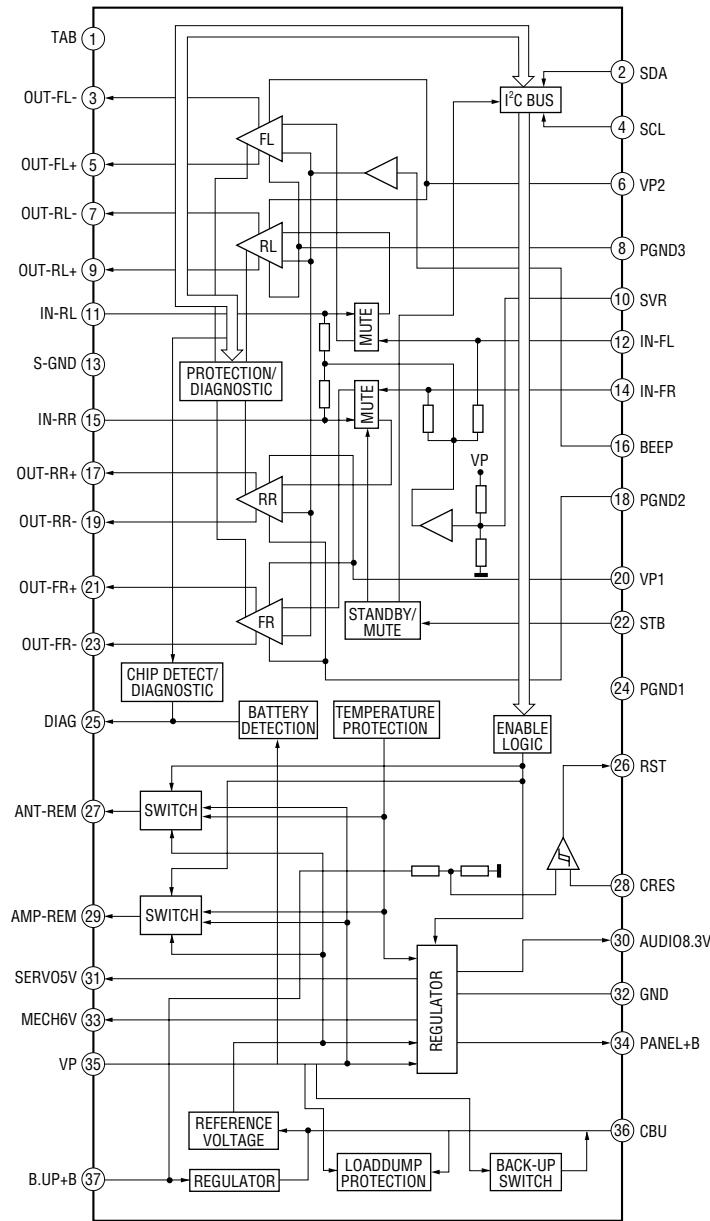 TAB 1
2 SDA
I²C BUS
OUT-FL- 3
FL
4 SCL
OUT-FL+ 5
6 VP2
OUT-RL- 7
RL
8 PGND3
OUT-RL+ 9
10 SVR
IN-RL 11
MUTE
12 IN-FL
S-GND 13
PROTECTION/
DIAGNOSTIC
MUTE
14 IN-FR
IN-RR 15
16 BEEP
VP
OUT-RR+ 17
RR
18 PGND2
OUT-RR- 19
20 VP1
OUT-FR+ 21
FR
STANDBY/
MUTE
22 STB
OUT-FR- 23
CHIP DETECT/
DIAGNOSTIC
24 PGND1
DIAG 25
BATTERY
DETECTION
TEMPERATURE
PROTECTION
ENABLE
LOGIC
26 RST
ANT-REM 27
SWITCH
28 CRES
AMP-REM 29
SWITCH
30 AUDIO8.3V
SERVO5V 31
REGULATOR
32 GND
MECH6V 33
34 PANEL+B
VP 35
REFERENCE
VOLTAGE
36 CBU
B.UP+B 37
REGULATOR
LOADDUMP
PROTECTION
BACK-UP
SWITCH